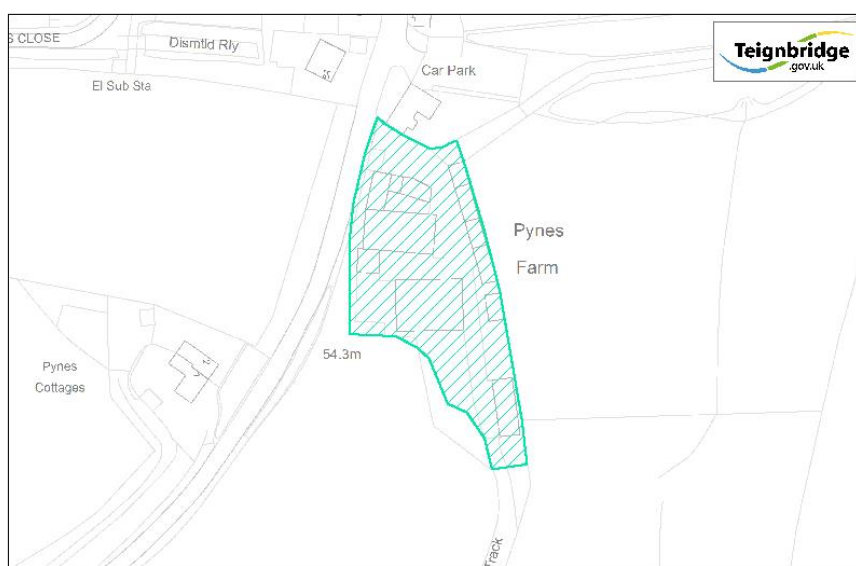 S CLOSE
Dismtld Rly
El Sub Sta
Car Park
Teignbridge
.gov.uk
Pynes
Farm
54.3m
Pynes
Cottages
Track